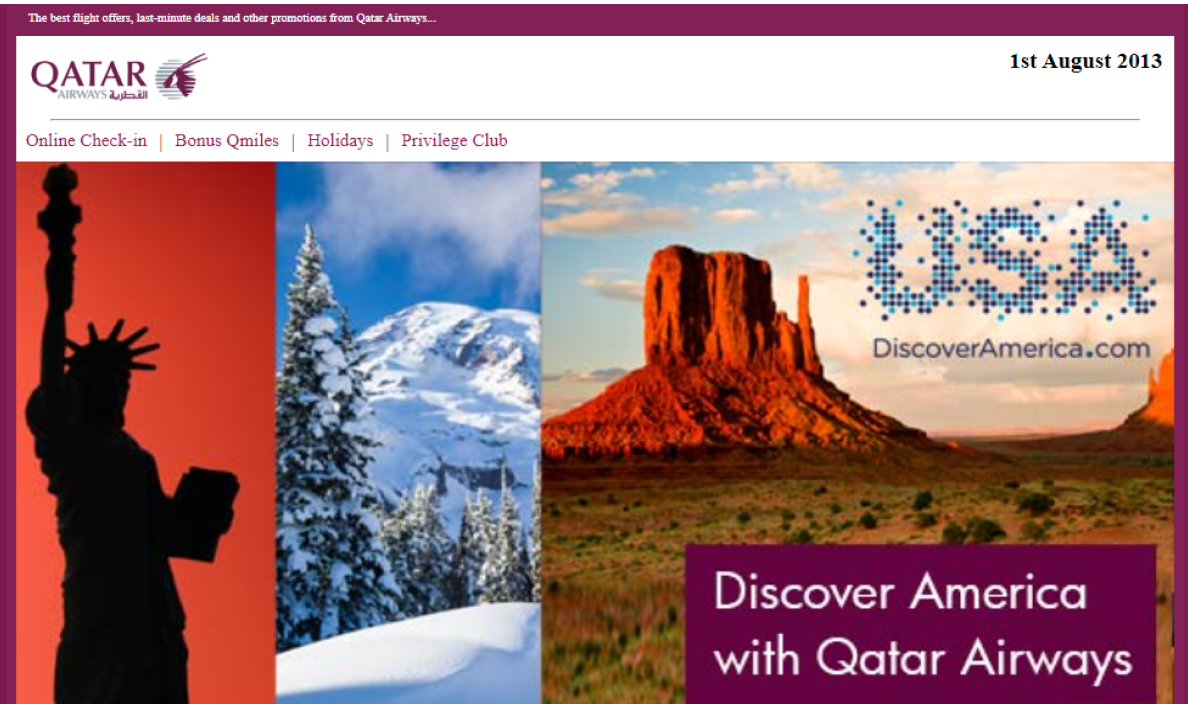 The best flight offers, last-minute deals and other promotions from Qatar Airways...
1st August 2013
QATAR
AIRWAYS القطرية
Online Check-in | Bonus Qmiles | Holidays | Privilege Club
USA
DiscoverAmerica.com
Discover America
with Qatar Airways